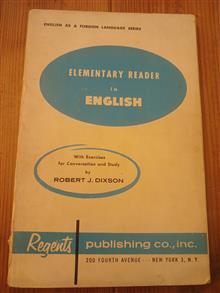 ENGLISH AS A FOREIGN LANGUAGE SERIES
ELEMENTARY READER
in
ENGLISH
With Exercises
for Conversation and Study
by
ROBERT J. DIXSON
Regents publishing co., inc.
200 FOURTH AVENUE --- NEW YORK 3, N. Y.